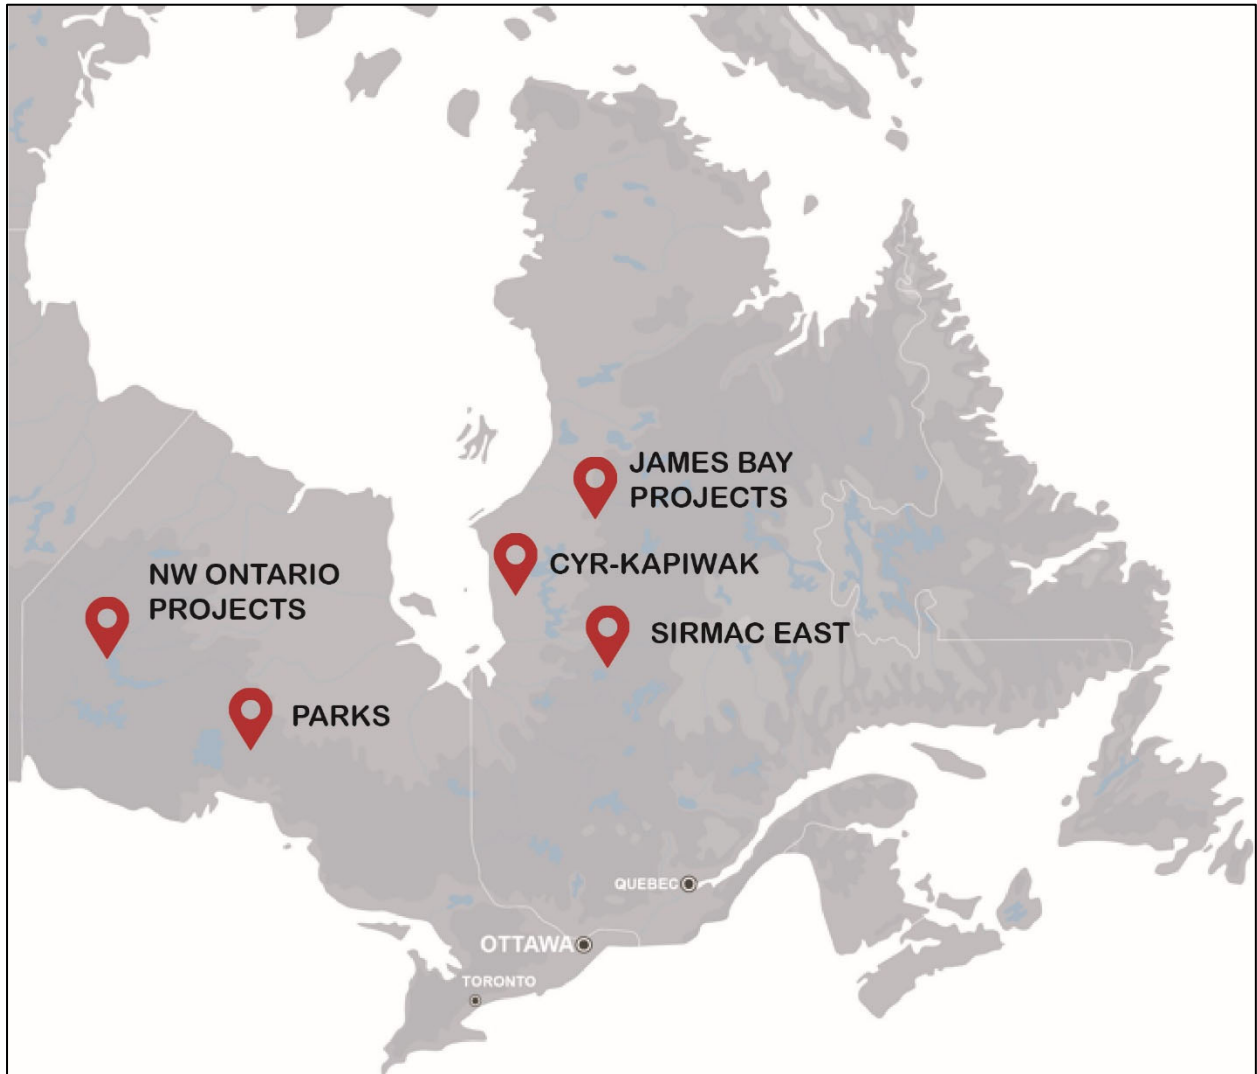 JAMES BAY
PROJECTS
CYR-KAPIWAK
NW ONTARIO
PROJECTS
SIRMAC EAST
PARKS
QUEBEC
OTTAWA
TORONTO